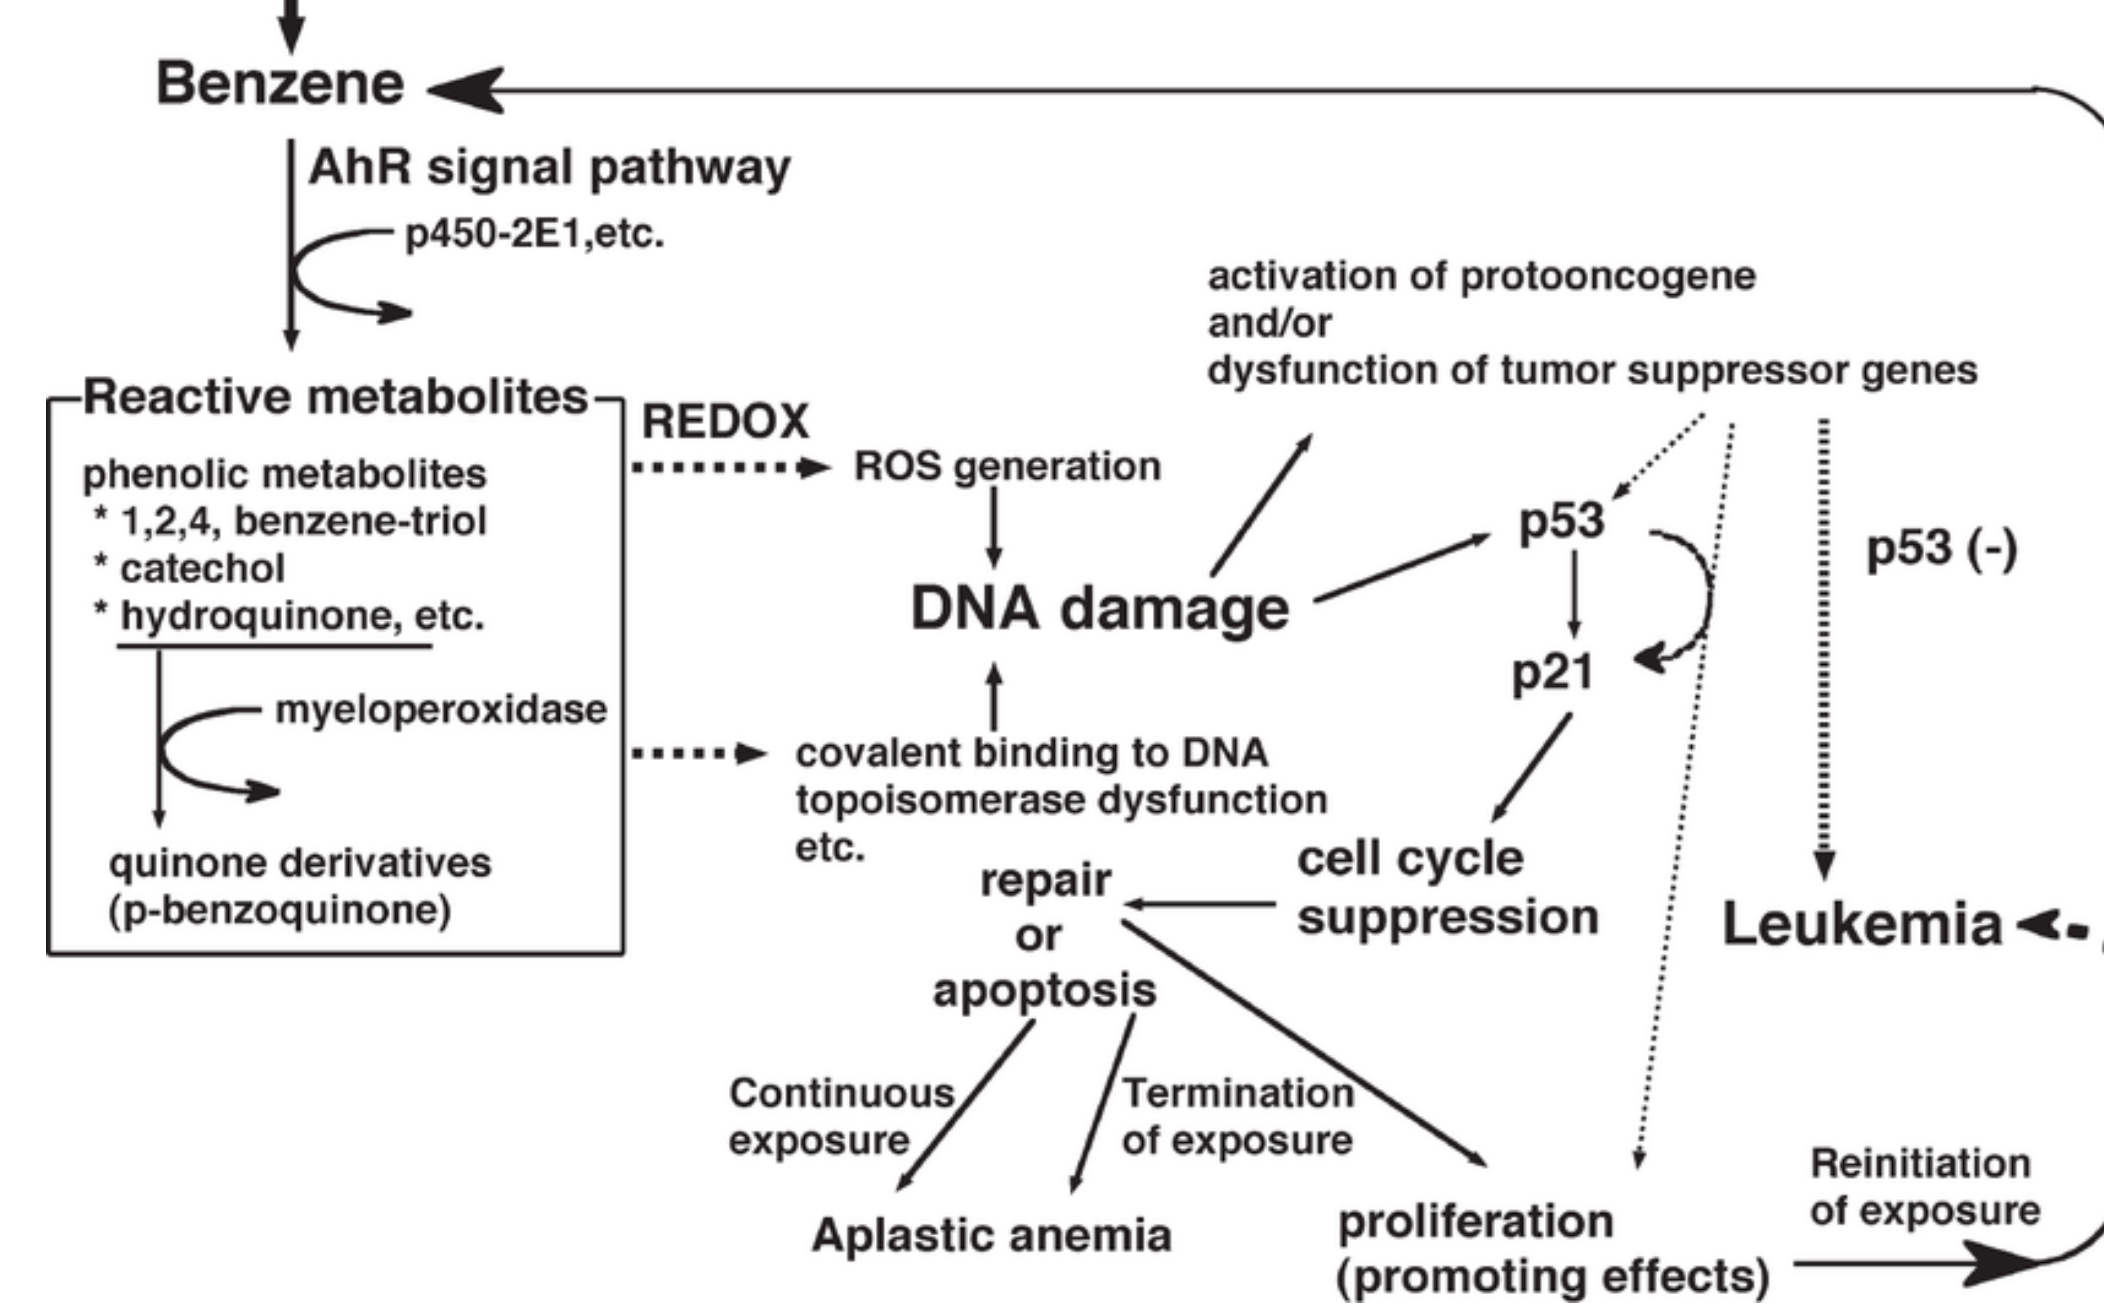 Benzene
AhR signal pathway
p450-2E1,etc.
activation of protooncogene
and/or
dysfunction of tumor suppressor genes
Reactive metabolites
REDOX
phenolic metabolites
* 1,2,4, benzene-triol
* catechol
* hydroquinone, etc.
ROS generation
p53
p53 (-)
DNA damage
p21
myeloperoxidase
covalent binding to DNA
topoisomerase dysfunction
etc.
quinone derivatives
(p-benzoquinone)
cell cycle
suppression
repair
or
apoptosis
Leukemia
Continuous
exposure
Termination
of exposure
Aplastic anemia
proliferation
(promoting effects)
Reinitiation
of exposure